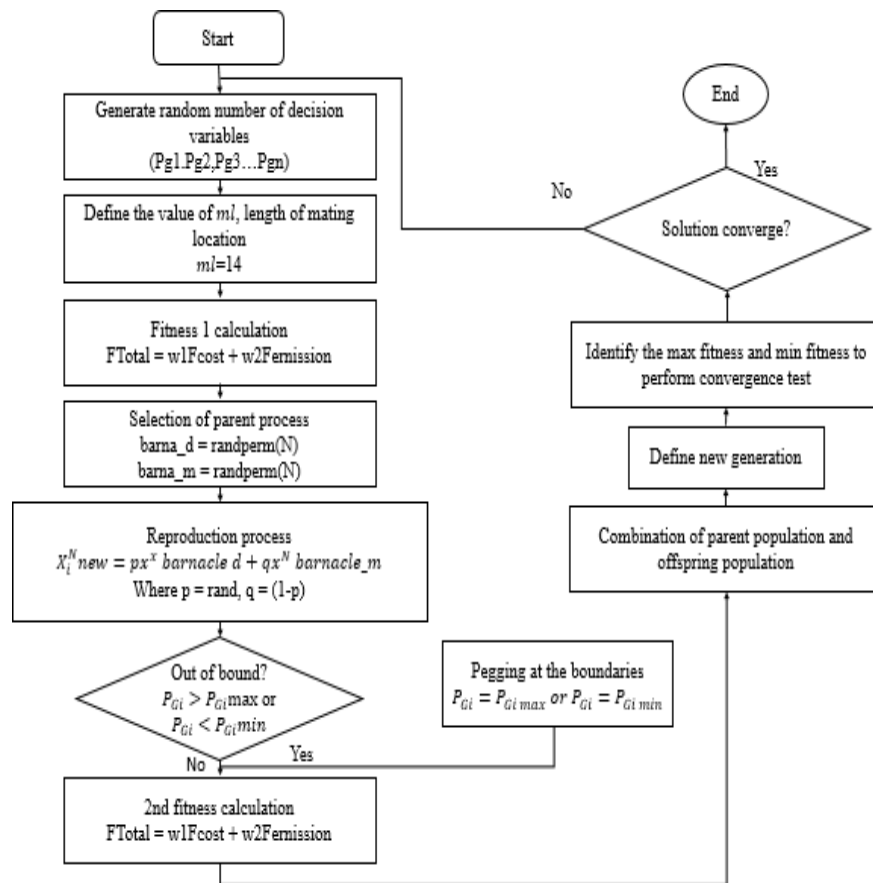 Start
Generate random number of decision
variables
(Pg1.Pg2,Pg3…Pgn)
Define the value of ml, length of mating
location
ml=14
Fitness 1 calculation
FTotal = w1Fcost + w2Fernission
Selection of parent process
barna_d = randperm(N)
barna_m = randperm(N)
Reproduction process
X_i^N new = px^x barnacle d + qx^N barnacle_m
Where p = rand, q = (1-p)
Out of bound?
P_Gi > P_Gi max or
P_Gi < P_Gi min
No
Yes
Pegging at the boundaries
P_Gi = P_Gi max or P_Gi = P_Gi min
2nd fitness calculation
FTotal = w1Fcost + w2Fernission
Combination of parent population and
offspring population
Define new generation
Identify the max fitness and min fitness to
perform convergence test
Solution converge?
No
Yes
End